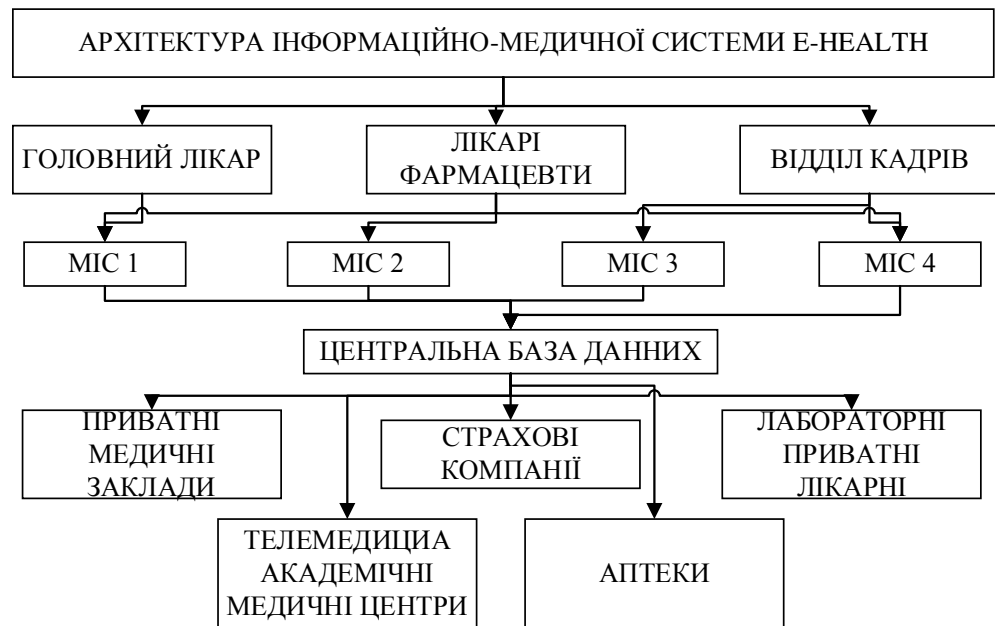 АРХІТЕКТУРА ІНФОРМАЦІЙНО-МЕДИЧНОЇ СИСТЕМИ E-HEALTH
ГОЛОВНИЙ ЛІКАР
ЛІКАРІ
ФАРМАЦЕВТИ
ВІДДІЛ КАДРІВ
МІС 1
МІС 2
МІС 3
МІС 4
ЦЕНТРАЛЬНА БАЗА ДАННИХ
ПРИВАТНІ
МЕДИЧНІ
ЗАКЛАДИ
СТРАХОВІ
КОМПАНІЇ
ЛАБОРАТОРНІ
ПРИВАТНІ
ЛІКАРНІ
ТЕЛЕМЕДИЦИА
АКАДЕМІЧНІ
МЕДИЧНІ ЦЕНТРИ
АПТЕКИ